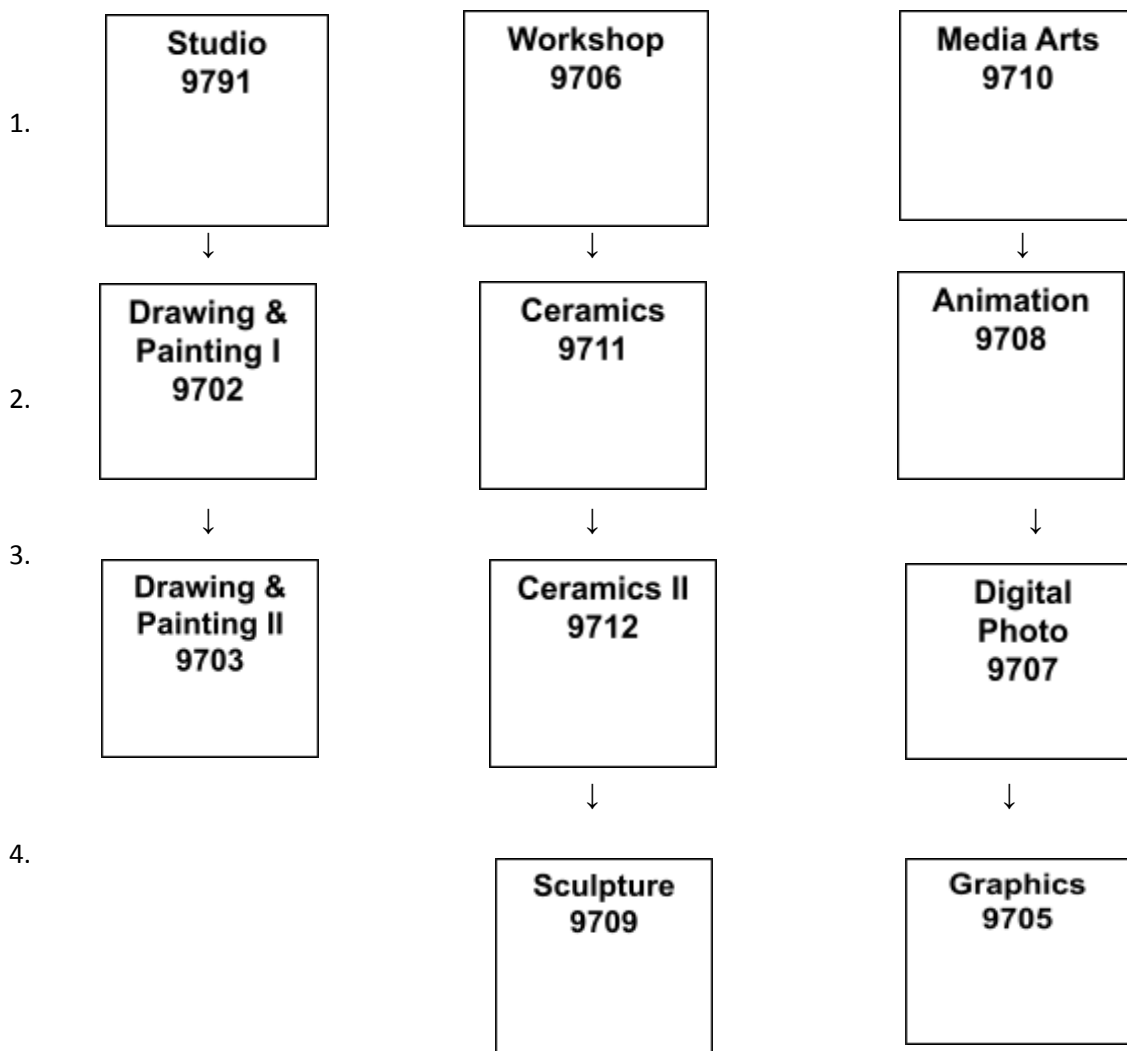 Studio
9791
Workshop
9706
Media Arts
9710
1.
↓
↓
↓
Drawing &
Painting I
9702
Ceramics
9711
Animation
9708
2.
↓
↓
↓
3.
Drawing &
Painting II
9703
Ceramics II
9712
Digital
Photo
9707
↓
↓
4.
Sculpture
9709
Graphics
9705